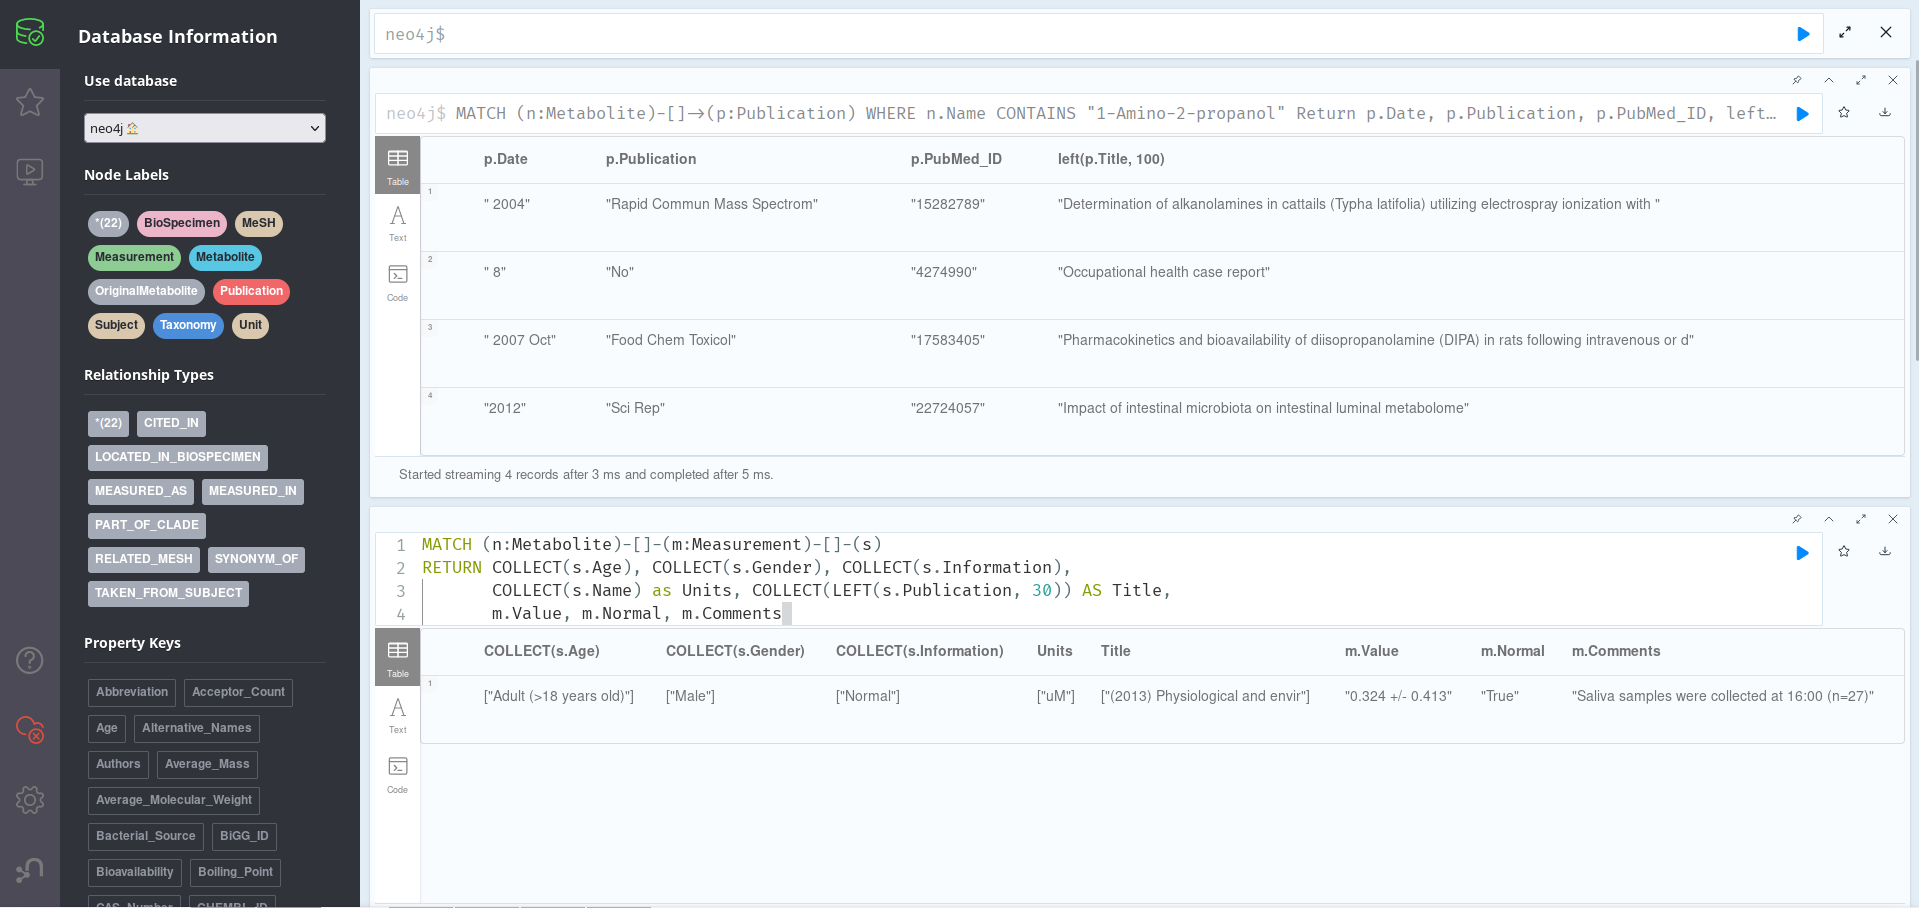 Database Information
Use database
neo4j
Node Labels
*(22) BioSpecimen MeSH
Measurement Metabolite
OriginalMetabolite Publication
Subject Taxonomy Unit
Relationship Types
*(22) CITED_IN
LOCATED_IN_BIOSPECIMEN
MEASURED_AS MEASURED_IN
PART_OF_CLADE
RELATED_MESH SYNONYM_OF
TAKEN_FROM_SUBJECT
Property Keys
Abbreviation Acceptor_Count
Age Alternative_Names
Authors Average_Mass
Average_Molecular_Weight
Bacterial_Source BiGG_ID
Bioavailability Boiling_Point
CAS_Number CHEMBL_ID
neo4j$
neo4j$ MATCH (n:Metabolite)-[]->(p:Publication) WHERE n.Name CONTAINS "1-Amino-2-propanol" Return p.Date, p.Publication, p.PubMed_ID, left…
Table
Text
Code
p.Date p.Publication p.PubMed_ID left(p.Title, 100)
1 " 2004" "Rapid Commun Mass Spectrom" "15282789" "Determination of alkanolamines in cattails (Typha latifolia) utilizing electrospray ionization with "
2 " 8" "No" "4274990" "Occupational health case report"
3 " 2007 Oct" "Food Chem Toxicol" "17583405" "Pharmacokinetics and bioavailability of diisopropanolamine (DIPA) in rats following intravenous or d"
4 "2012" "Sci Rep" "22724057" "Impact of intestinal microbiota on intestinal luminal metabolome"
Started streaming 4 records after 3 ms and completed after 5 ms.
1 MATCH (n:Metabolite)-[]-(m:Measurement)-[]-(s)
2 RETURN COLLECT(s.Age), COLLECT(s.Gender), COLLECT(s.Information),
3 COLLECT(s.Name) as Units, COLLECT(LEFT(s.Publication, 30)) AS Title,
4 m.Value, m.Normal, m.Comments
Table
Text
Code
COLLECT(s.Age) COLLECT(s.Gender) COLLECT(s.Information) Units Title m.Value m.Normal m.Comments
1 ["Adult (>18 years old)"] ["Male"] ["Normal"] ["uM"] ["(2013) Physiological and envir"] "0.324 +/- 0.413" "True" "Saliva samples were collected at 16:00 (n=27)"